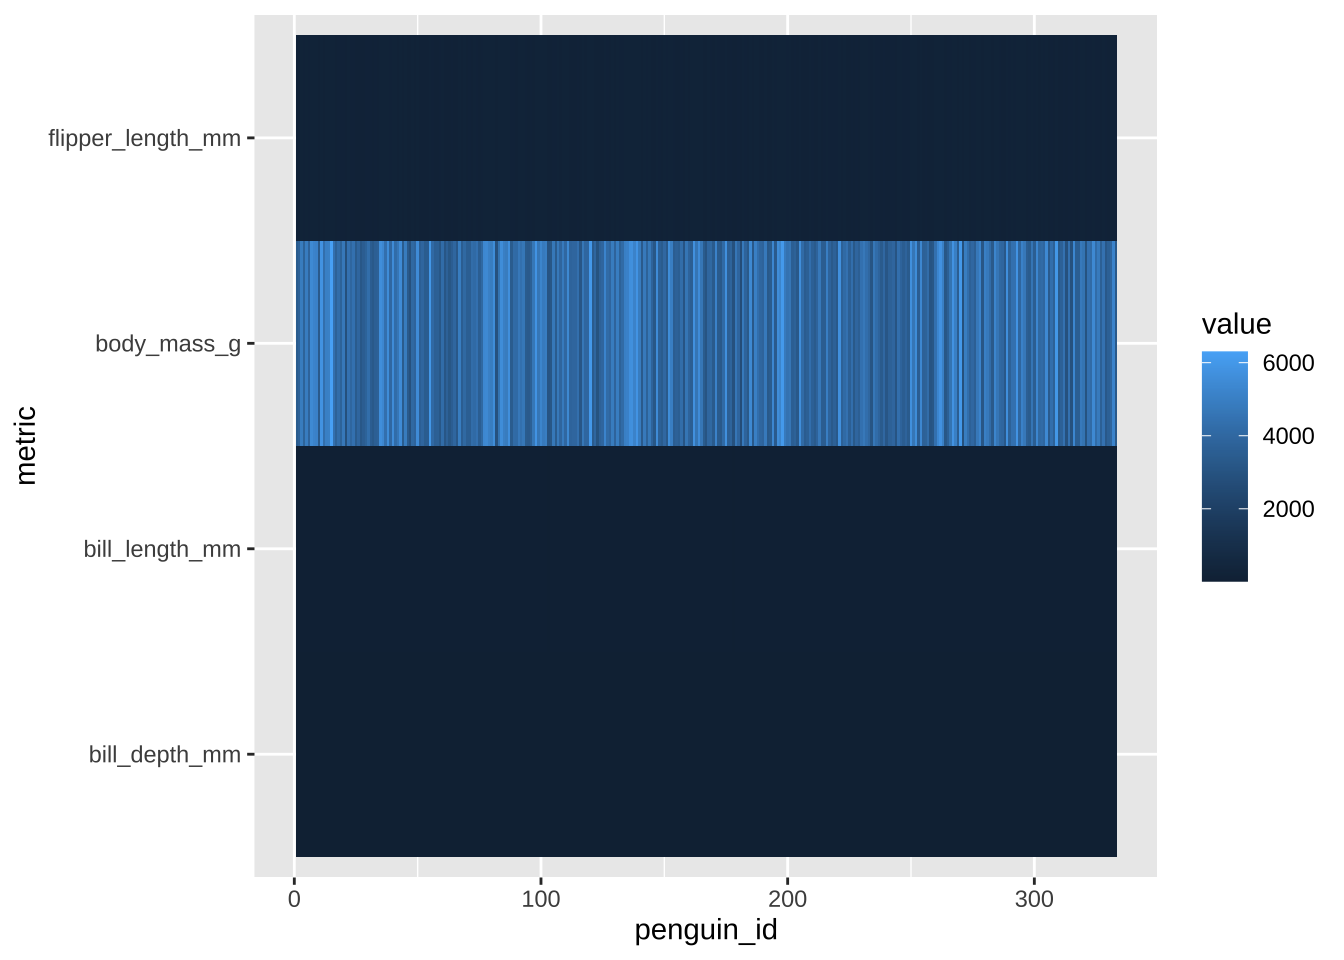 flipper_length_mm
body_mass_g
bill_length_mm
bill_depth_mm
metric
0 100 200 300
penguin_id
value
6000
4000
2000